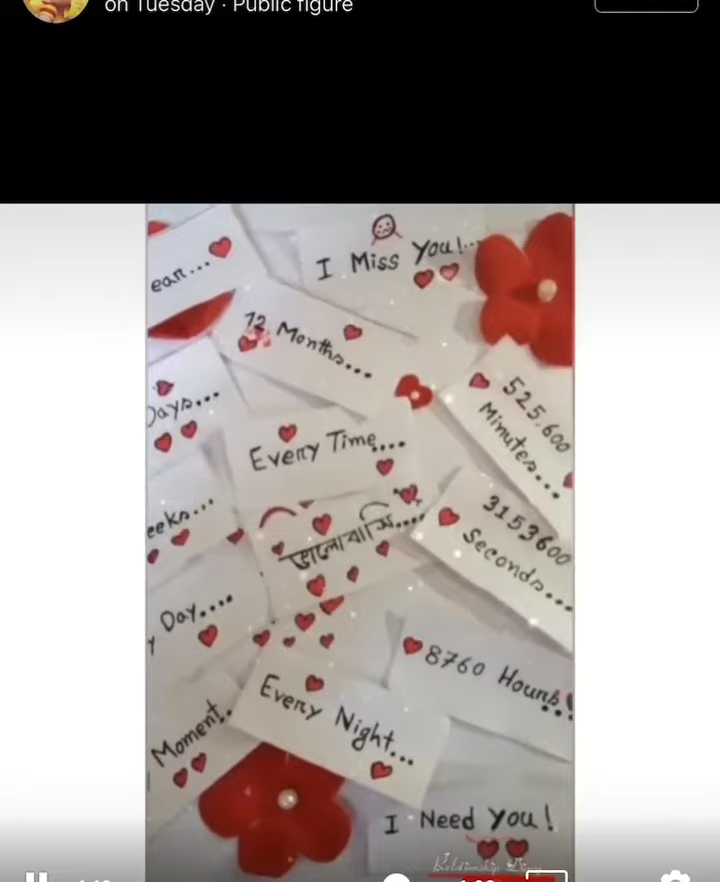 on Tuesday · Public figure
ear...
I Miss You!...
12 Months...
Days...
525.600
Minutes...
Every Time....
eeks...
ভালোবাসি....
3153600
Seconds...
y Day....
8760 Hours...
Every Night...
Moment..
I Need You!